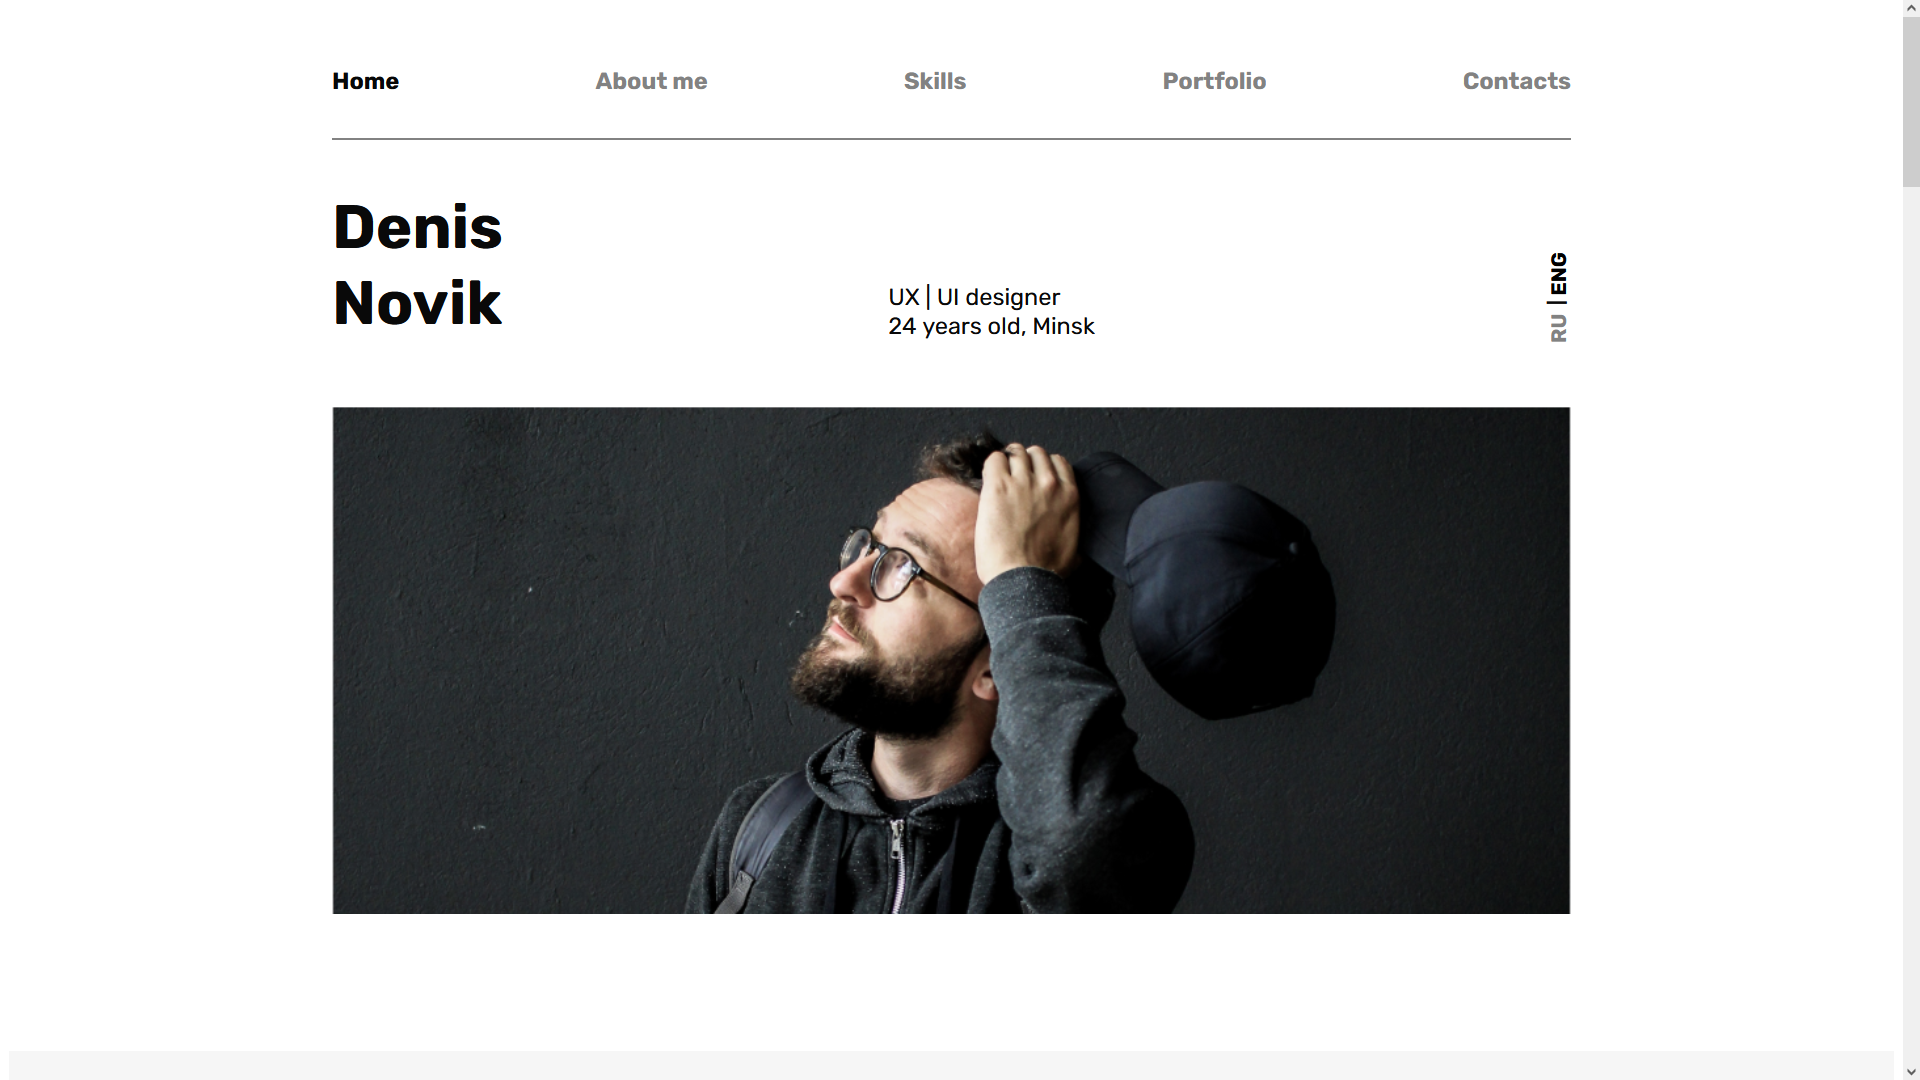 Home
About me
Skills
Portfolio
Contacts
Denis
Novik
UX | UI designer
24 years old, Minsk
RU | ENG